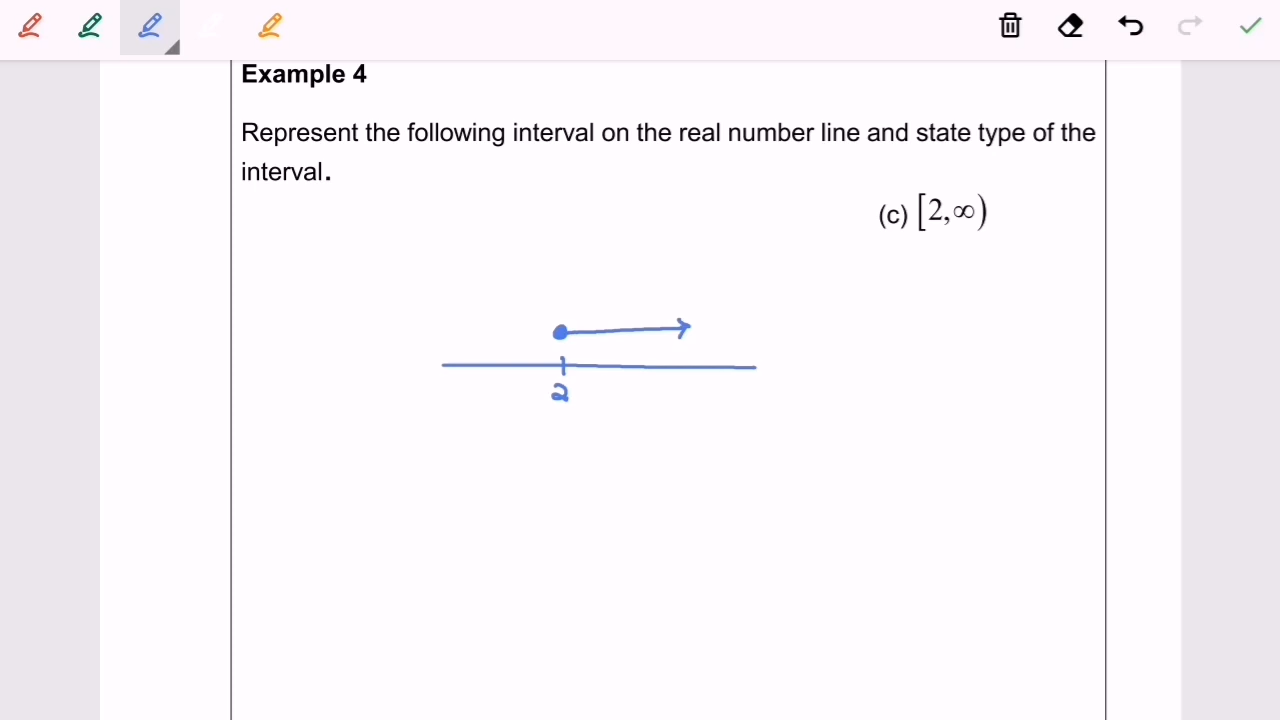 Example 4
Represent the following interval on the real number line and state type of the
interval.
(c) [2,∞)
2